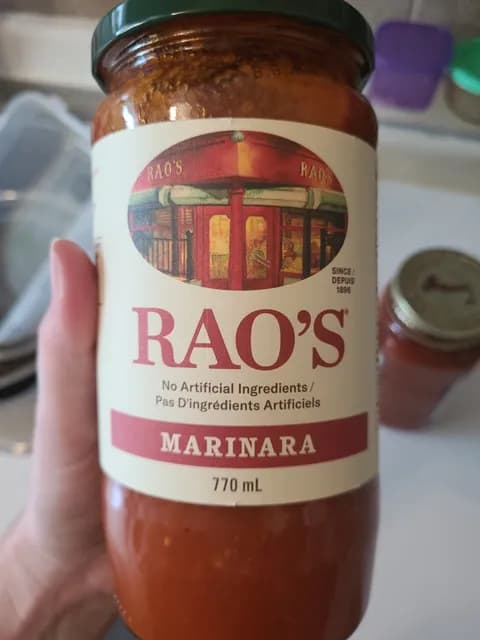 RAO'S RAO'S
SINCE /
DEPUIS
1896
RAO'S
No Artificial Ingredients /
Pas D'ingrédients Artificiels
MARINARA
770 mL